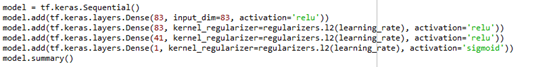 model = tf.keras.Sequential()
model.add(tf.keras.layers.Dense(83, input_dim=83, activation='relu'))
model.add(tf.keras.layers.Dense(83, kernel_regularizer=regularizers.l2(learning_rate), activation='relu'))
model.add(tf.keras.layers.Dense(41, kernel_regularizer=regularizers.l2(learning_rate), activation='relu'))
model.add(tf.keras.layers.Dense(1, kernel_regularizer=regularizers.l2(learning_rate), activation='sigmoid'))
model.summary()